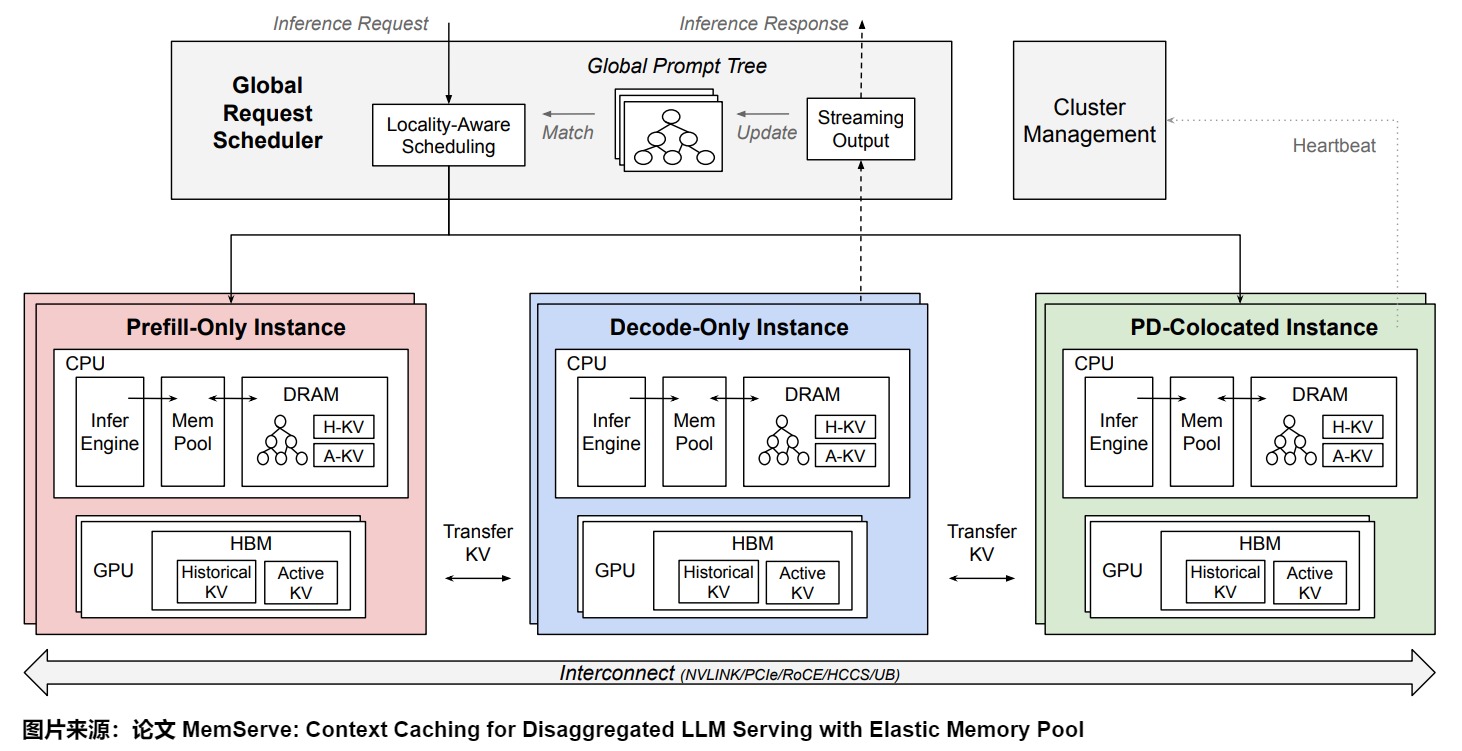 Inference Request
Inference Response
Global
Request
Scheduler
Global Prompt Tree
Locality-Aware
Scheduling
Match
Update
Streaming
Output
Cluster
Management
Heartbeat
Prefill-Only Instance
CPU
Infer
Engine
Mem
Pool
DRAM
H-KV
A-KV
GPU
HBM
Historical
KV
Active
KV
Transfer
KV
Decode-Only Instance
CPU
Infer
Engine
Mem
Pool
DRAM
H-KV
A-KV
GPU
HBM
Historical
KV
Active
KV
Transfer
KV
PD-Colocated Instance
CPU
Infer
Engine
Mem
Pool
DRAM
H-KV
A-KV
GPU
HBM
Historical
KV
Active
KV
Interconnect (NVLINK/PCIe/RoCE/HCCS/UB)
图片来源：论文 MemServe: Context Caching for Disaggregated LLM Serving with Elastic Memory Pool